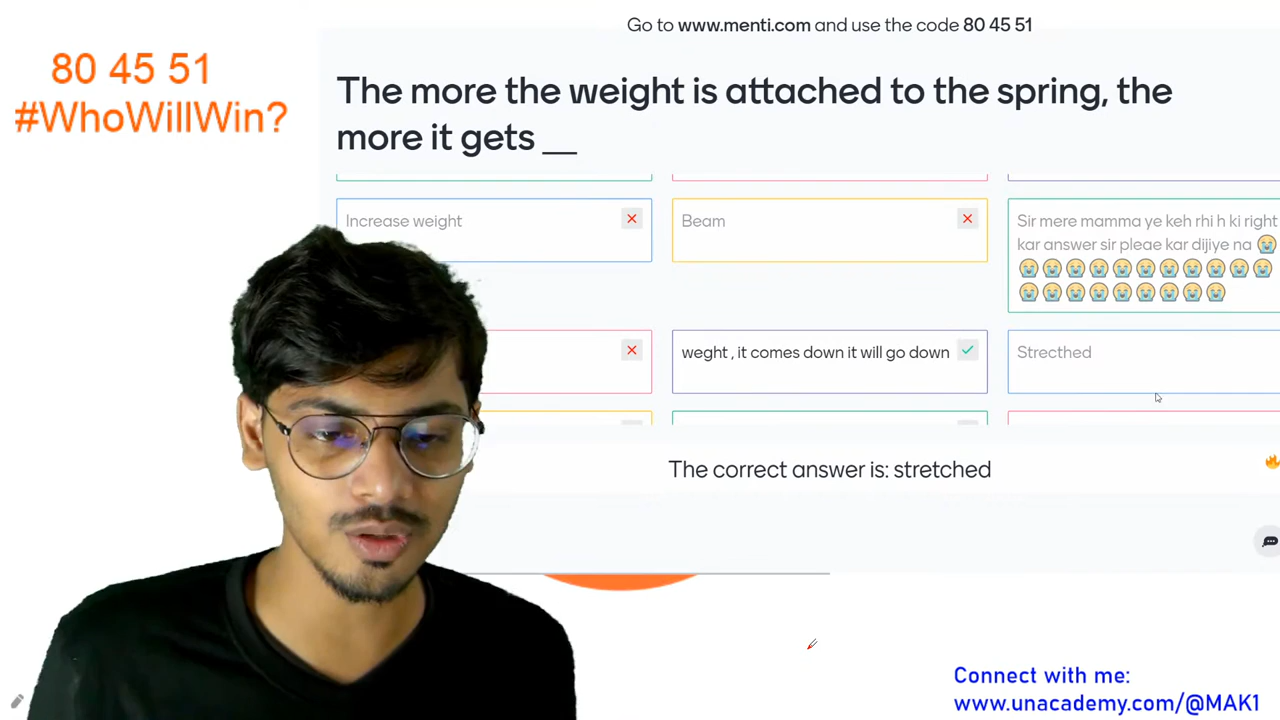 Go to www.menti.com and use the code 80 45 51
80 45 51
#WhoWillWin?
The more the weight is attached to the spring, the
more it gets __
Increase weight
Beam
Sir mere mamma ye keh rhi h ki right
kar answer sir pleae kar dijiye na 😭
😭😭😭😭😭😭😭😭😭😭😭
😭😭😭😭😭😭😭😭😭
weght , it comes down it will go down
Strecthed
The correct answer is: stretched
Connect with me:
www.unacademy.com/@MAK1